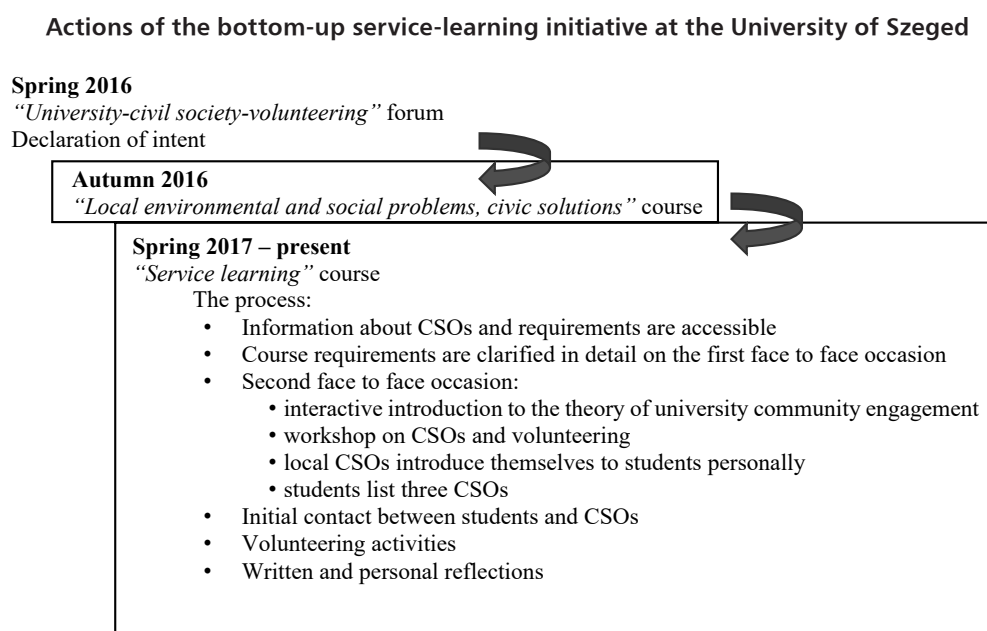 Actions of the bottom-up service-learning initiative at the University of Szeged
Spring 2016
“University-civil society-volunteering” forum
Declaration of intent
Autumn 2016
“Local environmental and social problems, civic solutions” course
Spring 2017 – present
“Service learning” course
The process:
• Information about CSOs and requirements are accessible
• Course requirements are clarified in detail on the first face to face occasion
• Second face to face occasion:
• interactive introduction to the theory of university community engagement
• workshop on CSOs and volunteering
• local CSOs introduce themselves to students personally
• students list three CSOs
• Initial contact between students and CSOs
• Volunteering activities
• Written and personal reflections